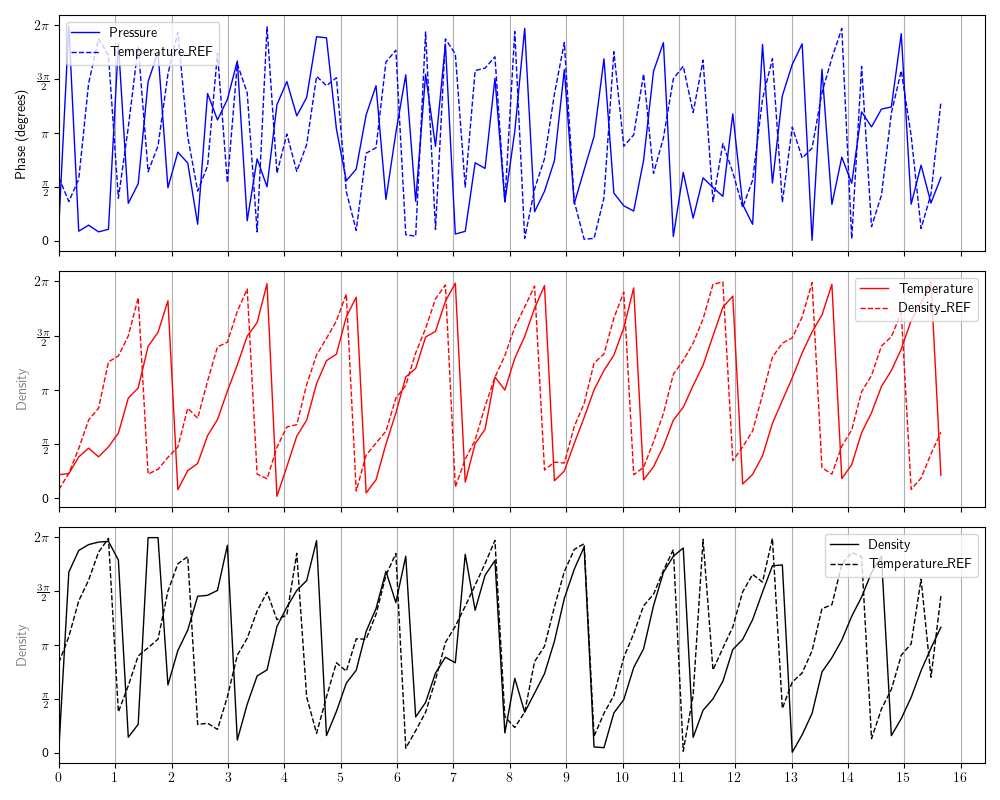 Phase (degrees)
2π
3π/2
π
π/2
0
Pressure
Temperature_REF
Density
2π
3π/2
π
π/2
0
Temperature
Density_REF
Density
2π
3π/2
π
π/2
0
Density
Temperature_REF
0 1 2 3 4 5 6 7 8 9 10 11 12 13 14 15 16